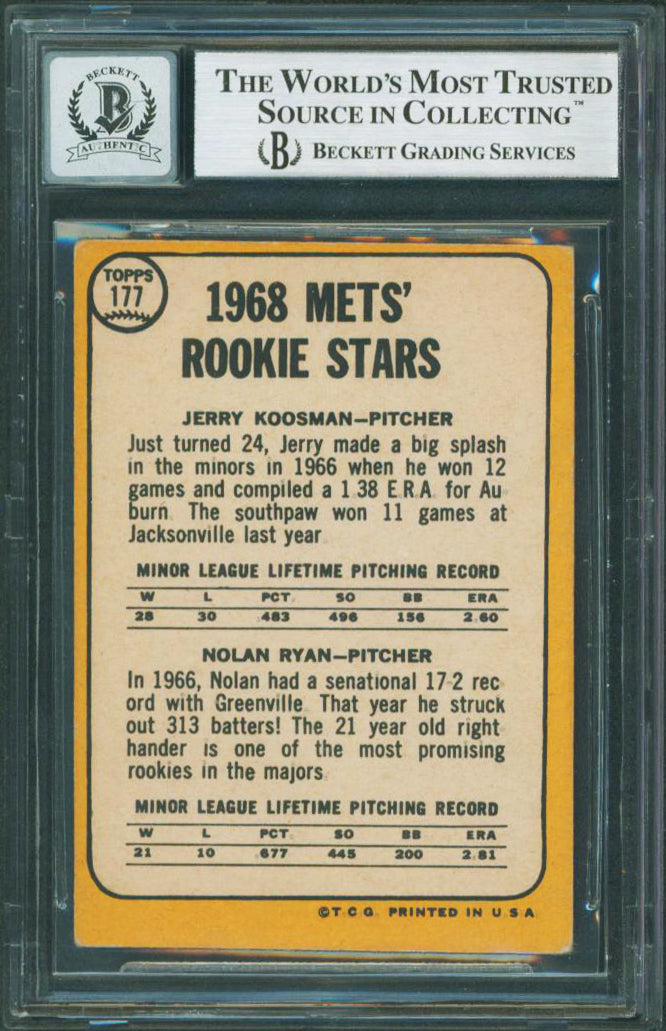 BECKETT
B
AUTHENTIC
THE WORLD'S MOST TRUSTED
SOURCE IN COLLECTING™
B BECKETT GRADING SERVICES
TOPPS
177
1968 METS'
ROOKIE STARS
JERRY KOOSMAN—PITCHER
Just turned 24, Jerry made a big splash
in the minors in 1966 when he won 12
games and compiled a 1 38 E.R.A. for Au
burn. The southpaw won 11 games at
Jacksonville last year
MINOR LEAGUE LIFETIME PITCHING RECORD
W L PCT. SO BB ERA
28 30 .483 496 156 2.60
NOLAN RYAN—PITCHER
In 1966, Nolan had a senational 17-2 rec
ord with Greenville. That year he struck
out 313 batters! The 21 year old right
hander is one of the most promising
rookies in the majors.
MINOR LEAGUE LIFETIME PITCHING RECORD
W L PCT. SO BB ERA
21 10 .677 445 200 2.81
©T.C.G. PRINTED IN U.S.A.